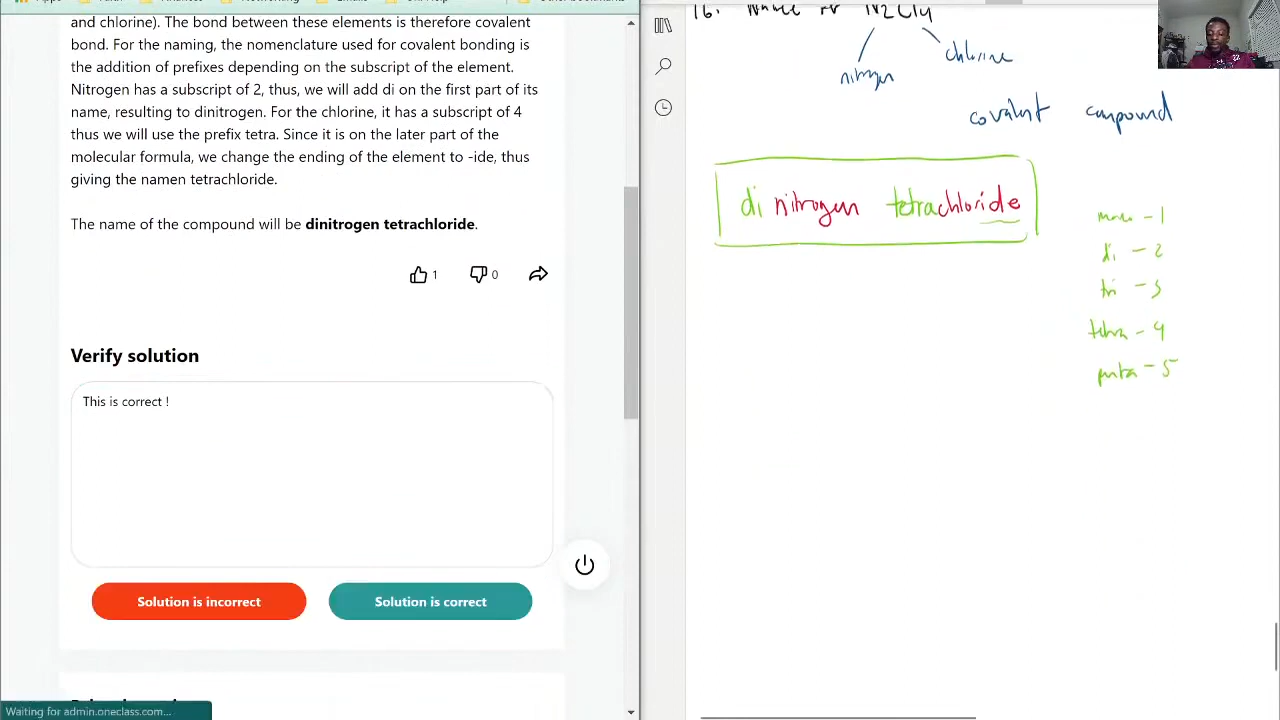 and chlorine). The bond between these elements is therefore covalent
bond. For the naming, the nomenclature used for covalent bonding is
the addition of prefixes depending on the subscript of the element.
Nitrogen has a subscript of 2, thus, we will add di on the first part of its
name, resulting to dinitrogen. For the chlorine, it has a subscript of 4
thus we will use the prefix tetra. Since it is on the later part of the
molecular formula, we change the ending of the element to -ide, thus
giving the namen tetrachloride.
The name of the compound will be dinitrogen tetrachloride.
1
0
Verify solution
This is correct !
Solution is incorrect
Solution is correct
Waiting for admin.oneclass.com...
16. N2Cl4
nitrogen
chlorine
covalent compound
di nitrogen tetrachloride
mono - 1
di - 2
tri - 3
tetra - 4
penta - 5